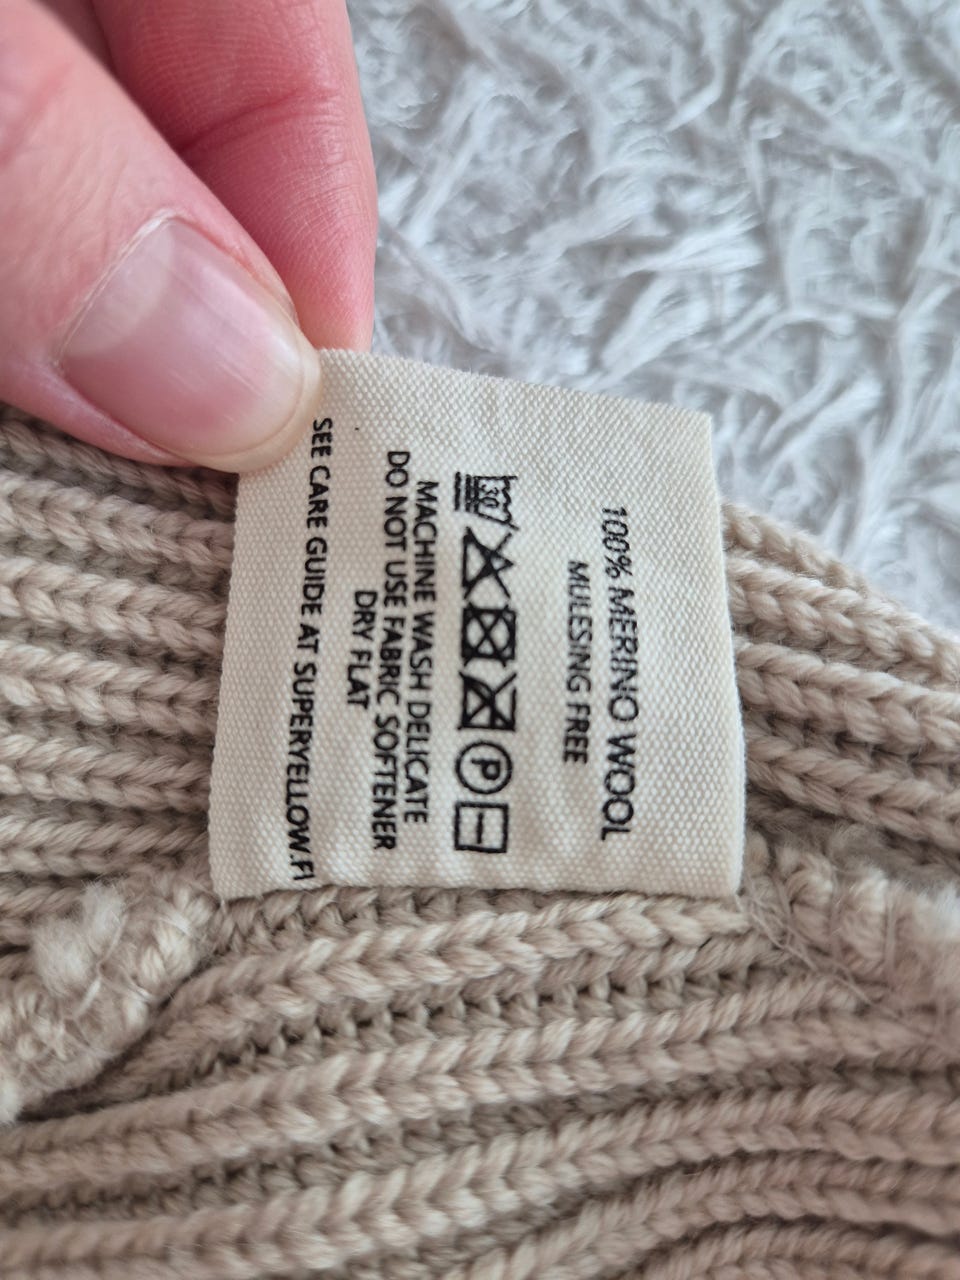 100% MERINO WOOL
MULESING FREE
30
P
MACHINE WASH DELICATE
DO NOT USE FABRIC SOFTENER
DRY FLAT
SEE CARE GUIDE AT SUPERYELLOW.FI